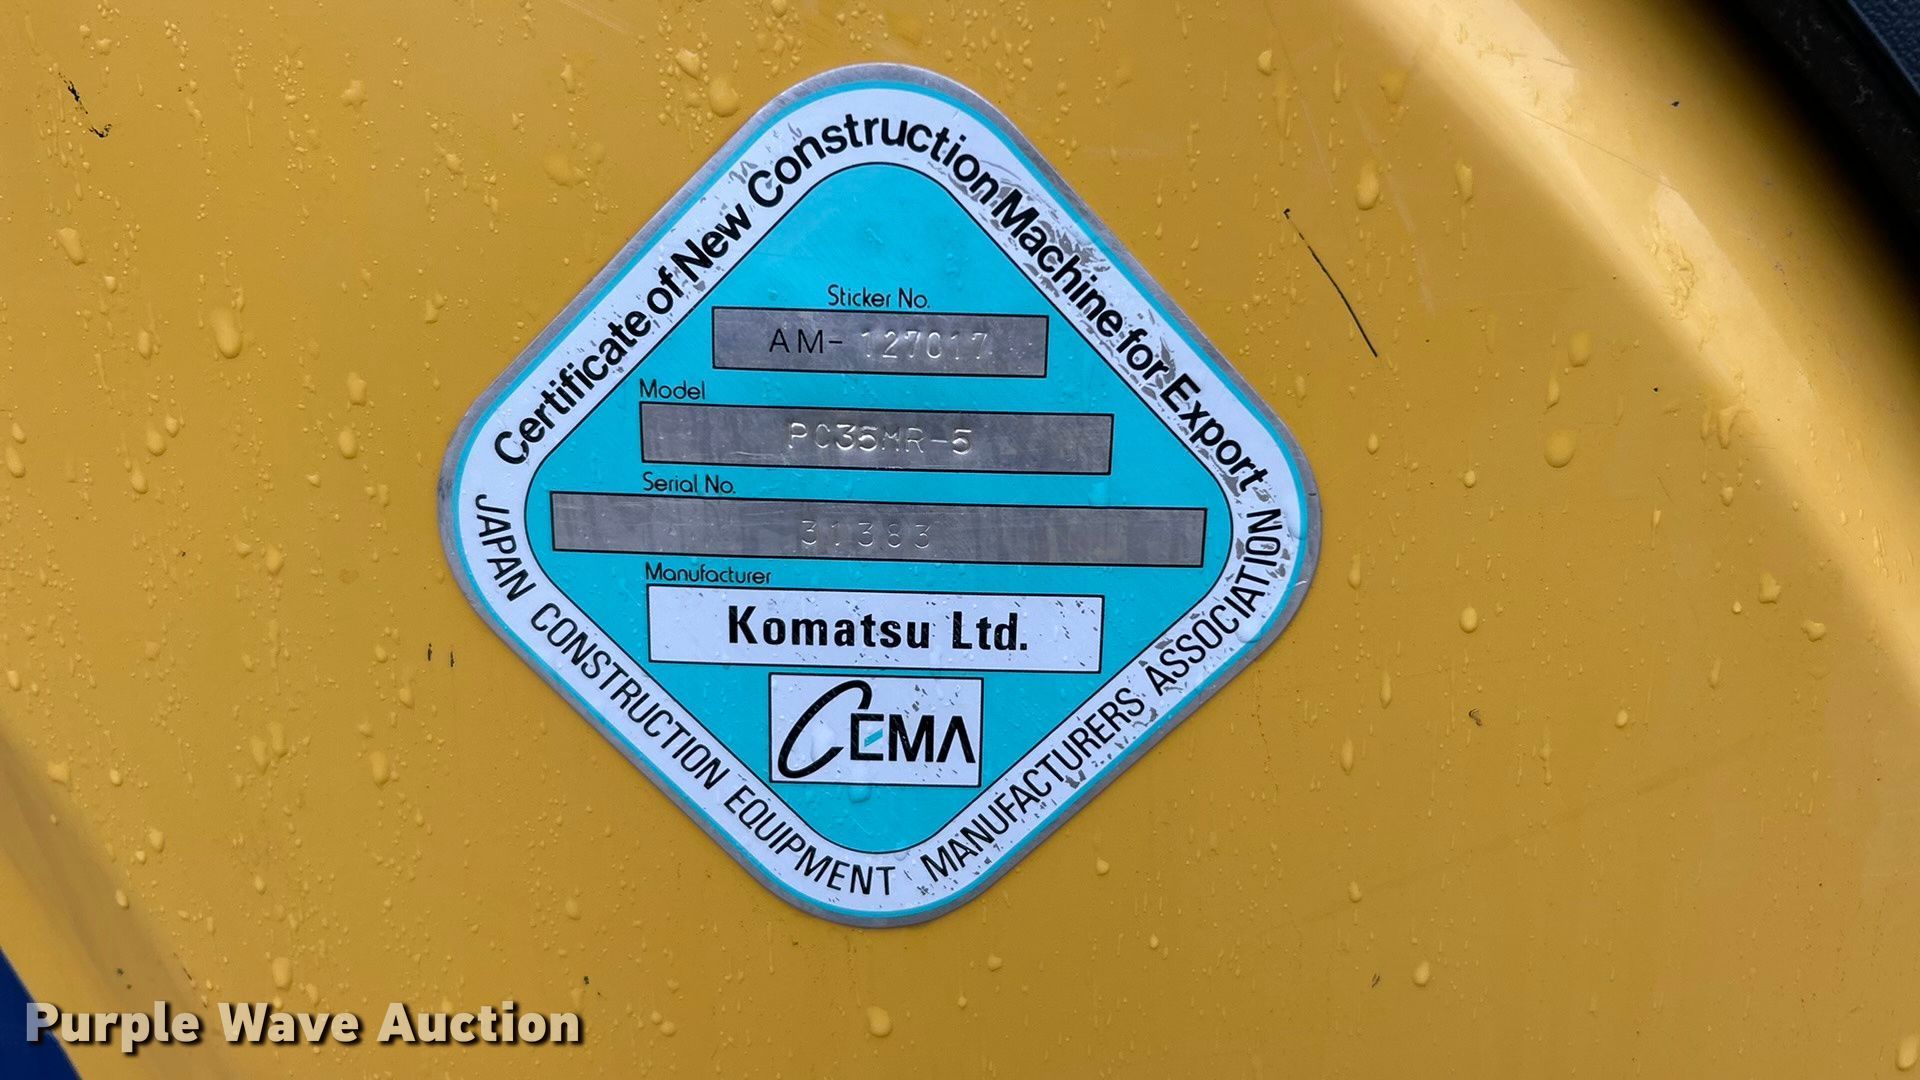 Certificate of New Construction Machine for Export
Sticker No.
AM- 127017
Model
PC35MR-5
Serial No.
31383
Manufacturer
Komatsu Ltd.
CEMA
JAPAN CONSTRUCTION EQUIPMENT MANUFACTURERS ASSOCIATION
Purple Wave Auction